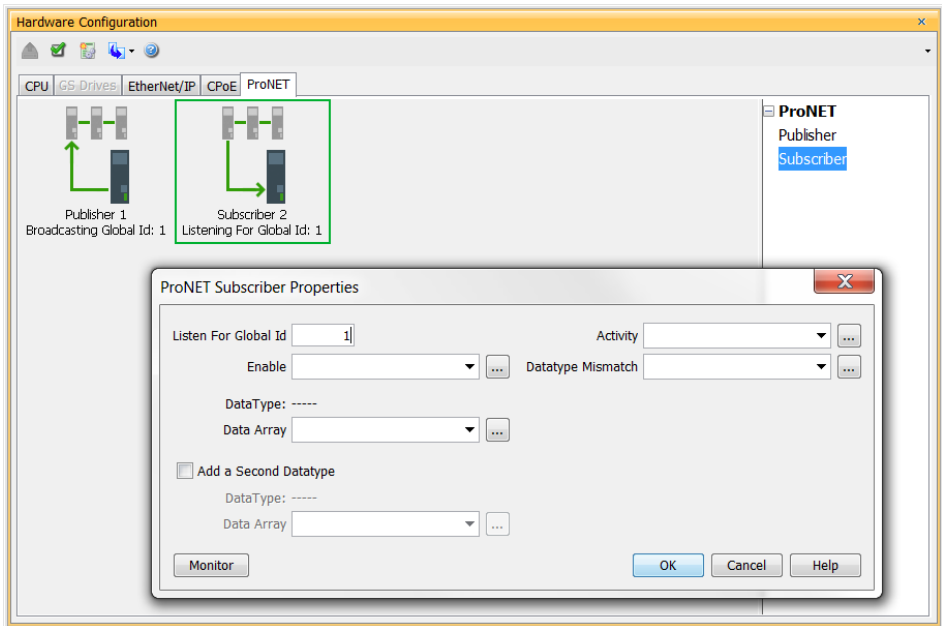 Hardware Configuration
CPU GS Drives EtherNet/IP CPoE ProNET
Publisher 1
Broadcasting Global Id: 1
Subscriber 2
Listening For Global Id: 1
ProNET
Publisher
Subscriber
ProNET Subscriber Properties
Listen For Global Id 1 Activity
Enable ... Datatype Mismatch ...
DataType: -----
Data Array ...
Add a Second Datatype
DataType: -----
Data Array ...
Monitor OK Cancel Help